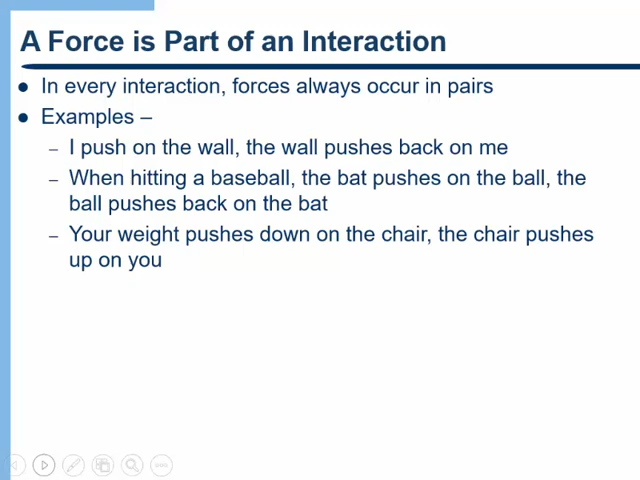 A Force is Part of an Interaction
● In every interaction, forces always occur in pairs
● Examples –
– I push on the wall, the wall pushes back on me
– When hitting a baseball, the bat pushes on the ball, the
ball pushes back on the bat
– Your weight pushes down on the chair, the chair pushes
up on you